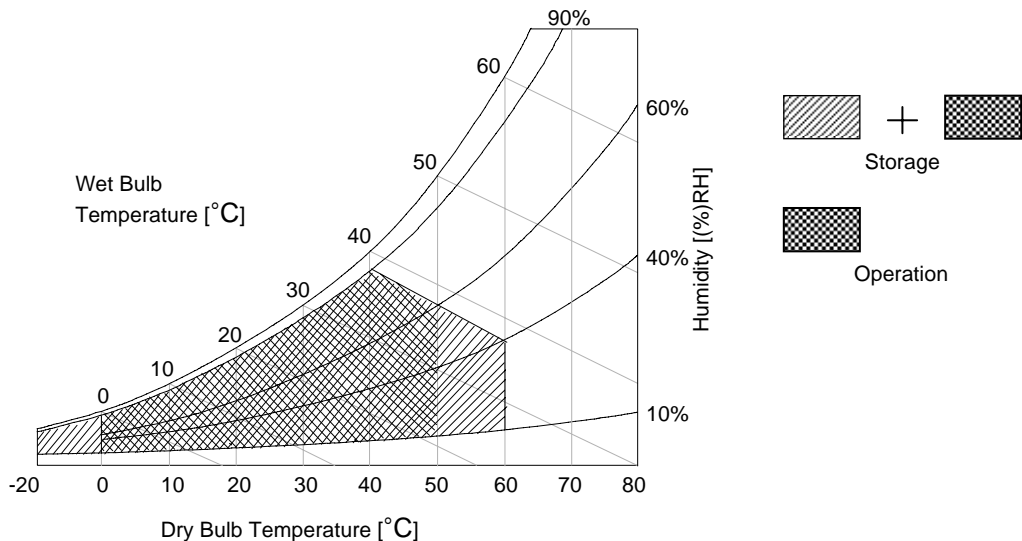 90%
60
60%
50
Wet Bulb
Temperature [°C]
Storage
40
40%
Humidity [(%)RH]
Operation
30
20
10
0
10%
-20 0 10 20 30 40 50 60 70 80
Dry Bulb Temperature [°C]